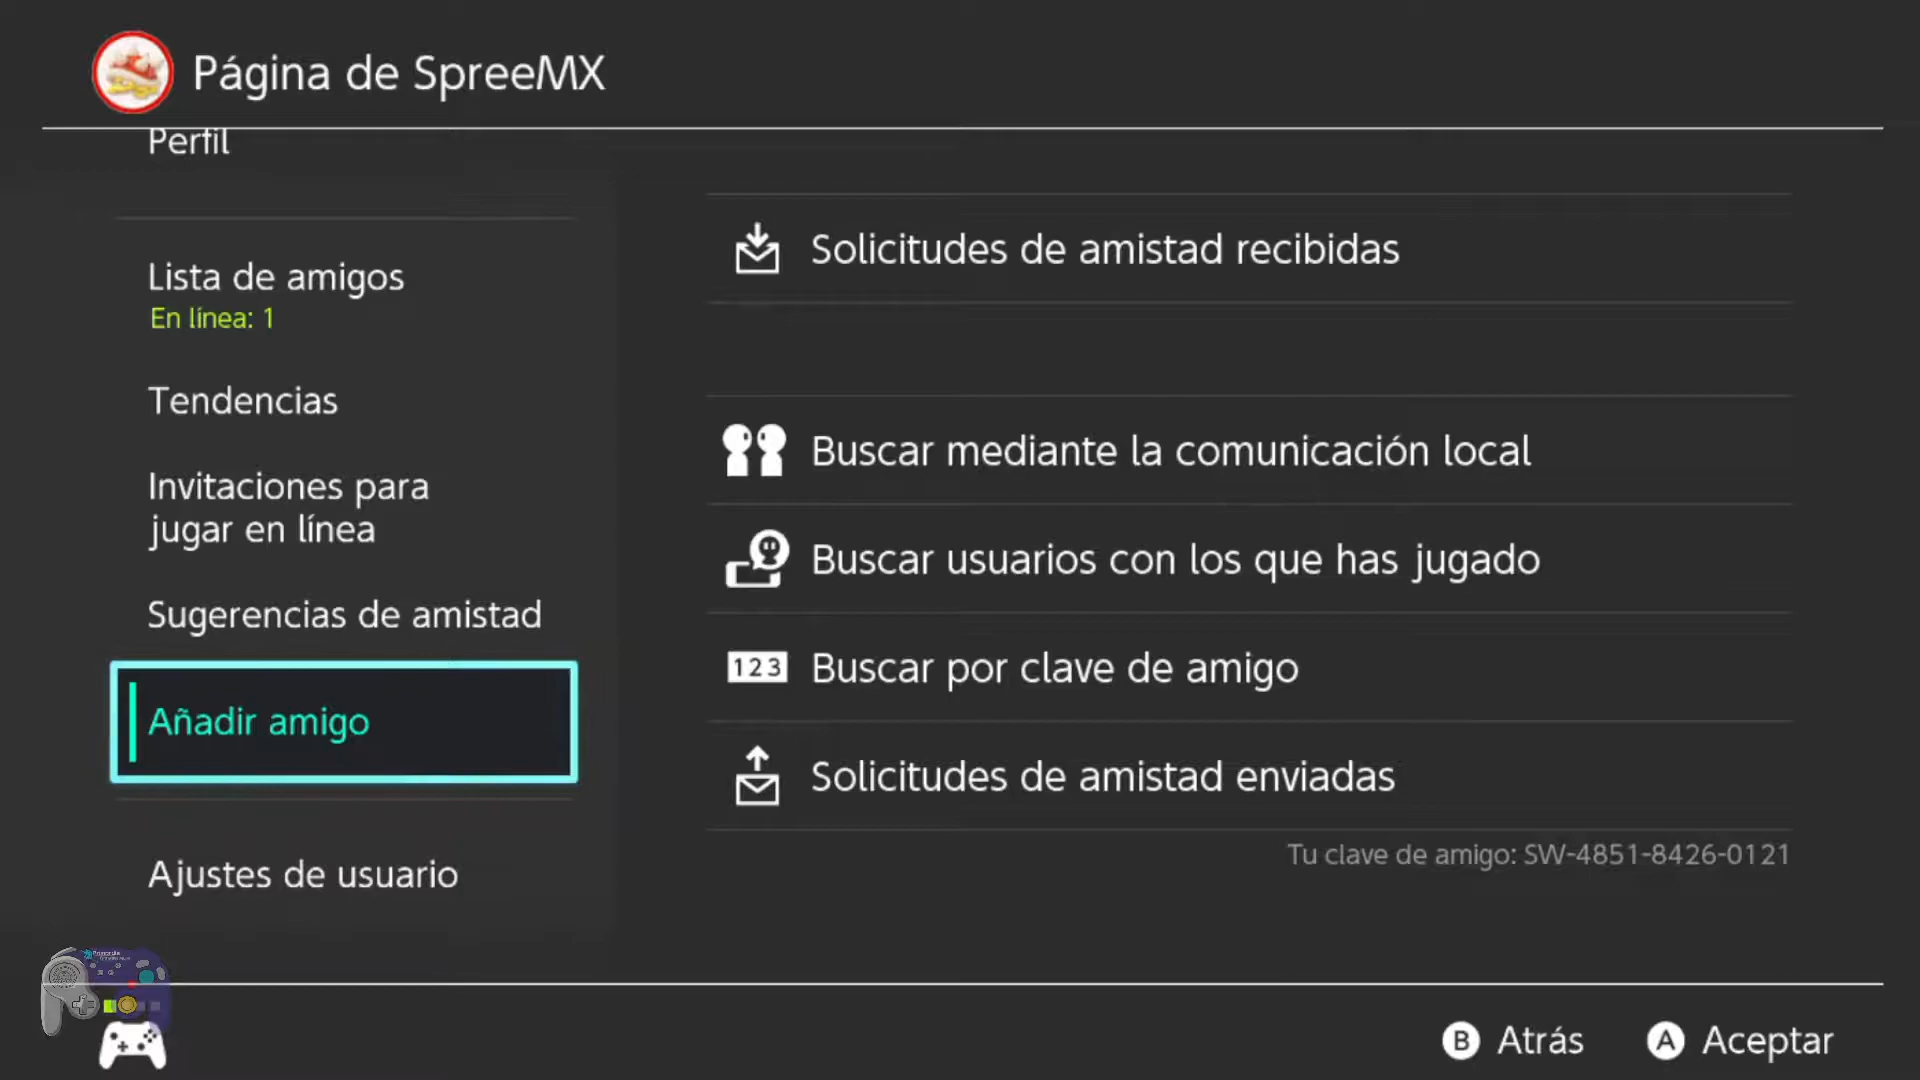 Página de SpreeMX
Perfil
Lista de amigos
En línea: 1
Tendencias
Invitaciones para
jugar en línea
Sugerencias de amistad
Añadir amigo
Ajustes de usuario
Solicitudes de amistad recibidas
Buscar mediante la comunicación local
Buscar usuarios con los que has jugado
123 Buscar por clave de amigo
Solicitudes de amistad enviadas
Tu clave de amigo: SW-4851-8426-0121
B Atrás A Aceptar